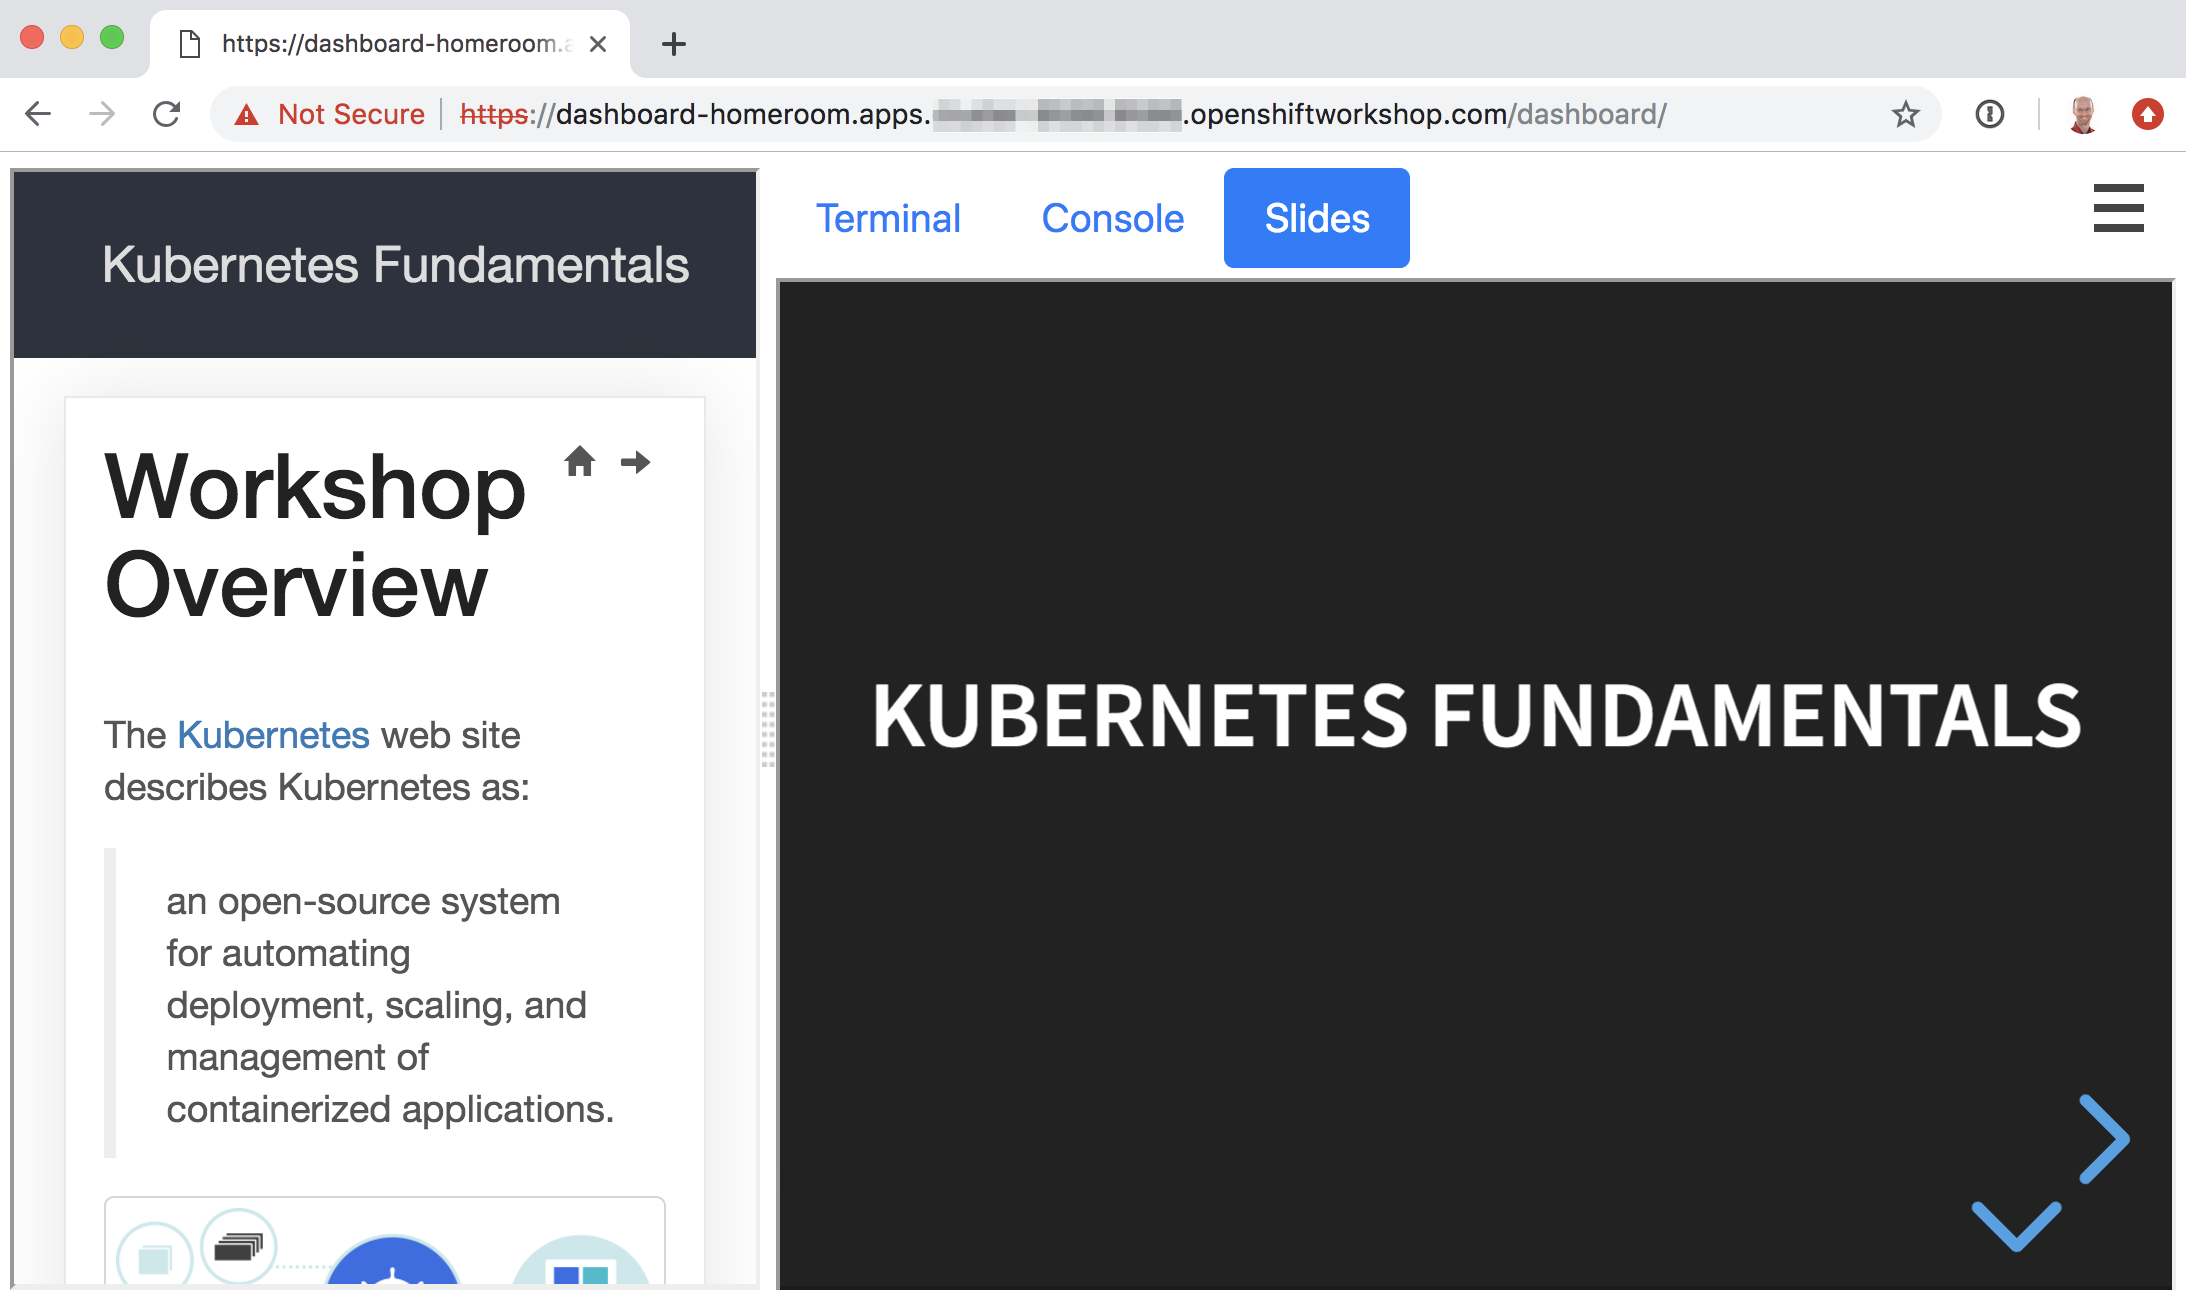 https://dashboard-homeroom.
Not Secure https://dashboard-homeroom.apps. .openshiftworkshop.com/dashboard/
Kubernetes Fundamentals
Workshop
Overview
The Kubernetes web site
describes Kubernetes as:
an open-source system
for automating
deployment, scaling, and
management of
containerized applications.
Terminal Console Slides
KUBERNETES FUNDAMENTALS